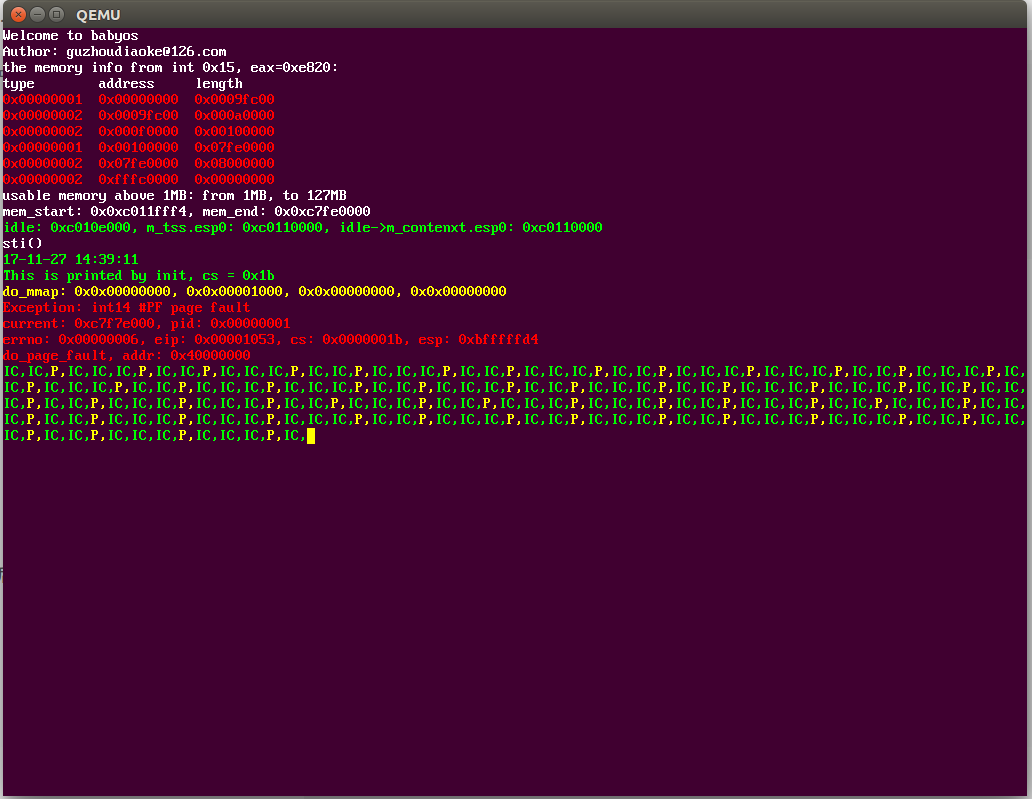 QEMU
Welcome to babyos
Author: guzhoudiaoke@126.com
the memory info from int 0x15, eax=0xe820:
type address length
0x00000001 0x00000000 0x0009fc00
0x00000002 0x0009fc00 0x000a0000
0x00000002 0x000f0000 0x00100000
0x00000001 0x00100000 0x07fe0000
0x00000002 0x07fe0000 0x08000000
0x00000002 0xfffc0000 0x00000000
usable memory above 1MB: from 1MB, to 127MB
mem_start: 0x0xc011fff4, mem_end: 0x0xc7fe0000
idle: 0xc010e000, m_tss.esp0: 0xc0110000, idle->m_contenxt.esp0: 0xc0110000
sti()
17-11-27 14:39:11
This is printed by init, cs = 0x1b
do_mmap: 0x0x00000000, 0x0x00001000, 0x0x00000000, 0x0x00000000
Exception: int14 #PF page fault
current: 0xc7f7e000, pid: 0x00000001
errno: 0x00000006, eip: 0x00001053, cs: 0x0000001b, esp: 0xbfffffd4
do_page_fault, addr: 0x40000000
IC,IC,P,IC,IC,IC,P,IC,IC,P,IC,IC,IC,P,IC,IC,P,IC,IC,IC,P,IC,IC,P,IC,IC,IC,P,IC,IC,P,IC,IC,IC,P,IC,IC,IC,P,IC,IC,P,IC,IC,IC,P,IC,
IC,P,IC,IC,IC,P,IC,IC,P,IC,IC,IC,P,IC,IC,IC,P,IC,IC,P,IC,IC,IC,P,IC,IC,P,IC,IC,IC,P,IC,IC,P,IC,IC,IC,P,IC,IC,P,IC,IC,IC,P,IC,IC,
IC,P,IC,IC,P,IC,IC,IC,P,IC,IC,IC,P,IC,IC,P,IC,IC,IC,P,IC,IC,P,IC,IC,IC,P,IC,IC,IC,P,IC,IC,P,IC,IC,IC,P,IC,IC,P,IC,IC,IC,P,IC,IC,
IC,P,IC,IC,P,IC,IC,IC,P,IC,IC,IC,P,IC,IC,IC,P,IC,IC,P,IC,IC,IC,P,IC,IC,P,IC,IC,IC,P,IC,IC,P,IC,IC,IC,P,IC,IC,IC,P,IC,IC,P,IC,IC,
IC,P,IC,IC,P,IC,IC,IC,P,IC,IC,IC,P,IC,